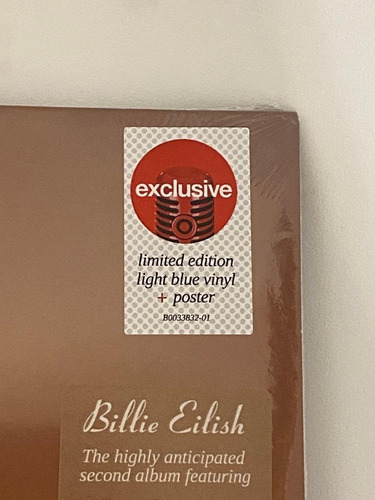 exclusive
limited edition
light blue vinyl
+ poster
B0033832-01
Billie Eilish
The highly anticipated
second album featuring